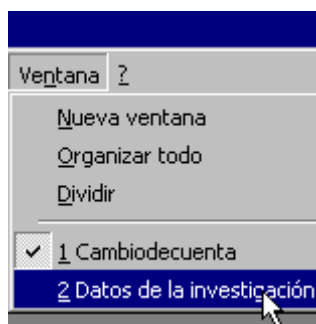 Ventana ?
Nueva ventana
Organizar todo
Dividir
1 Cambiodecuenta
2 Datos de la investigación